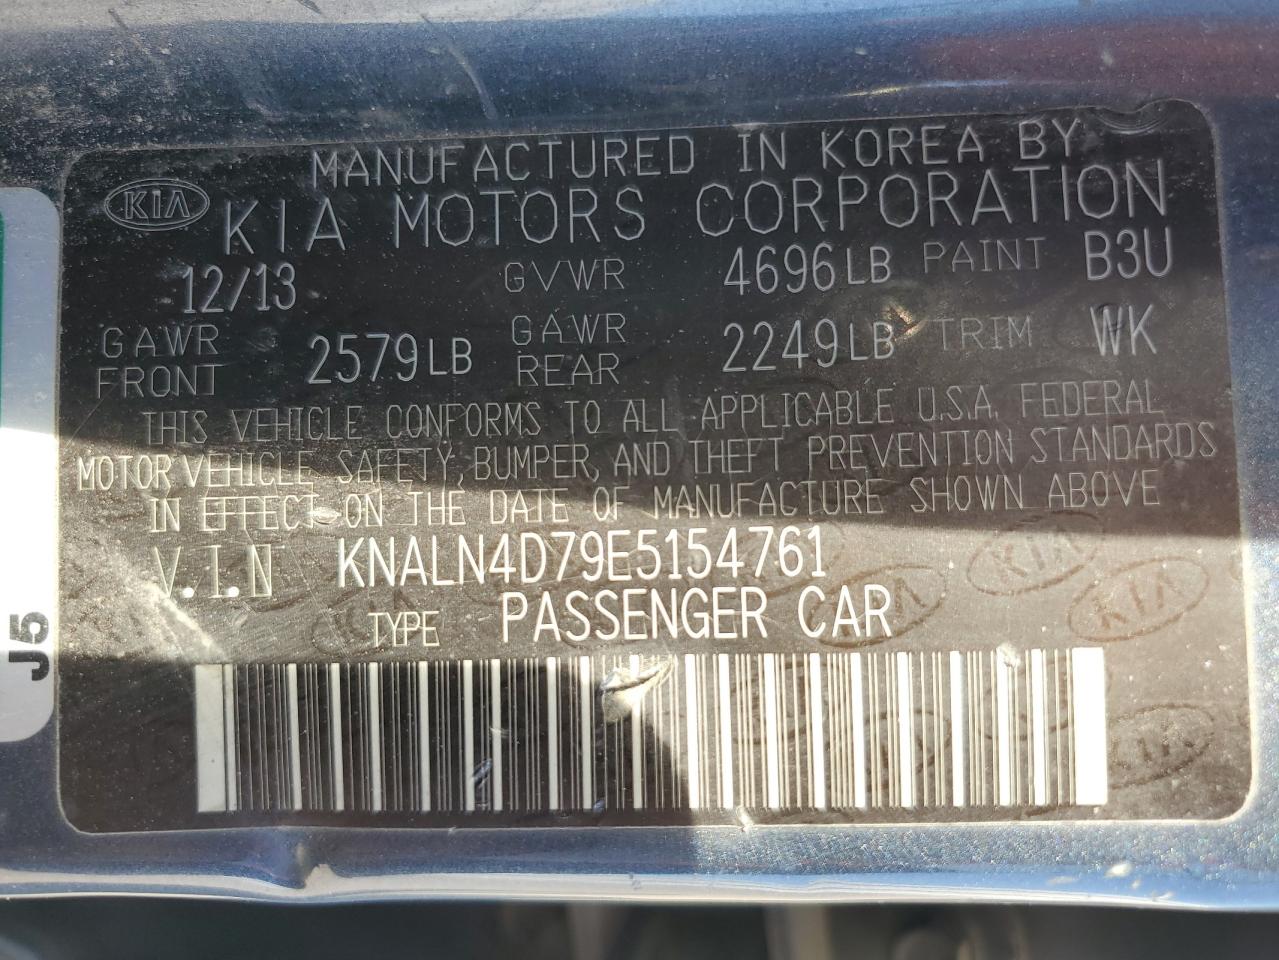 MANUFACTURED IN KOREA BY
KIA KIA MOTORS CORPORATION
12/13 GVWR 4696LB PAINT B3U
GAWR FRONT 2579LB GAWR REAR 2249LB TRIM WK
THIS VEHICLE CONFORMS TO ALL APPLICABLE U.S.A. FEDERAL
MOTOR VEHICLE SAFETY, BUMPER, AND THEFT PREVENTION STANDARDS
IN EFFECT ON THE DATE OF MANUFACTURE SHOWN ABOVE
V.I.N KNALN4D79E5154761
TYPE PASSENGER CAR
J5